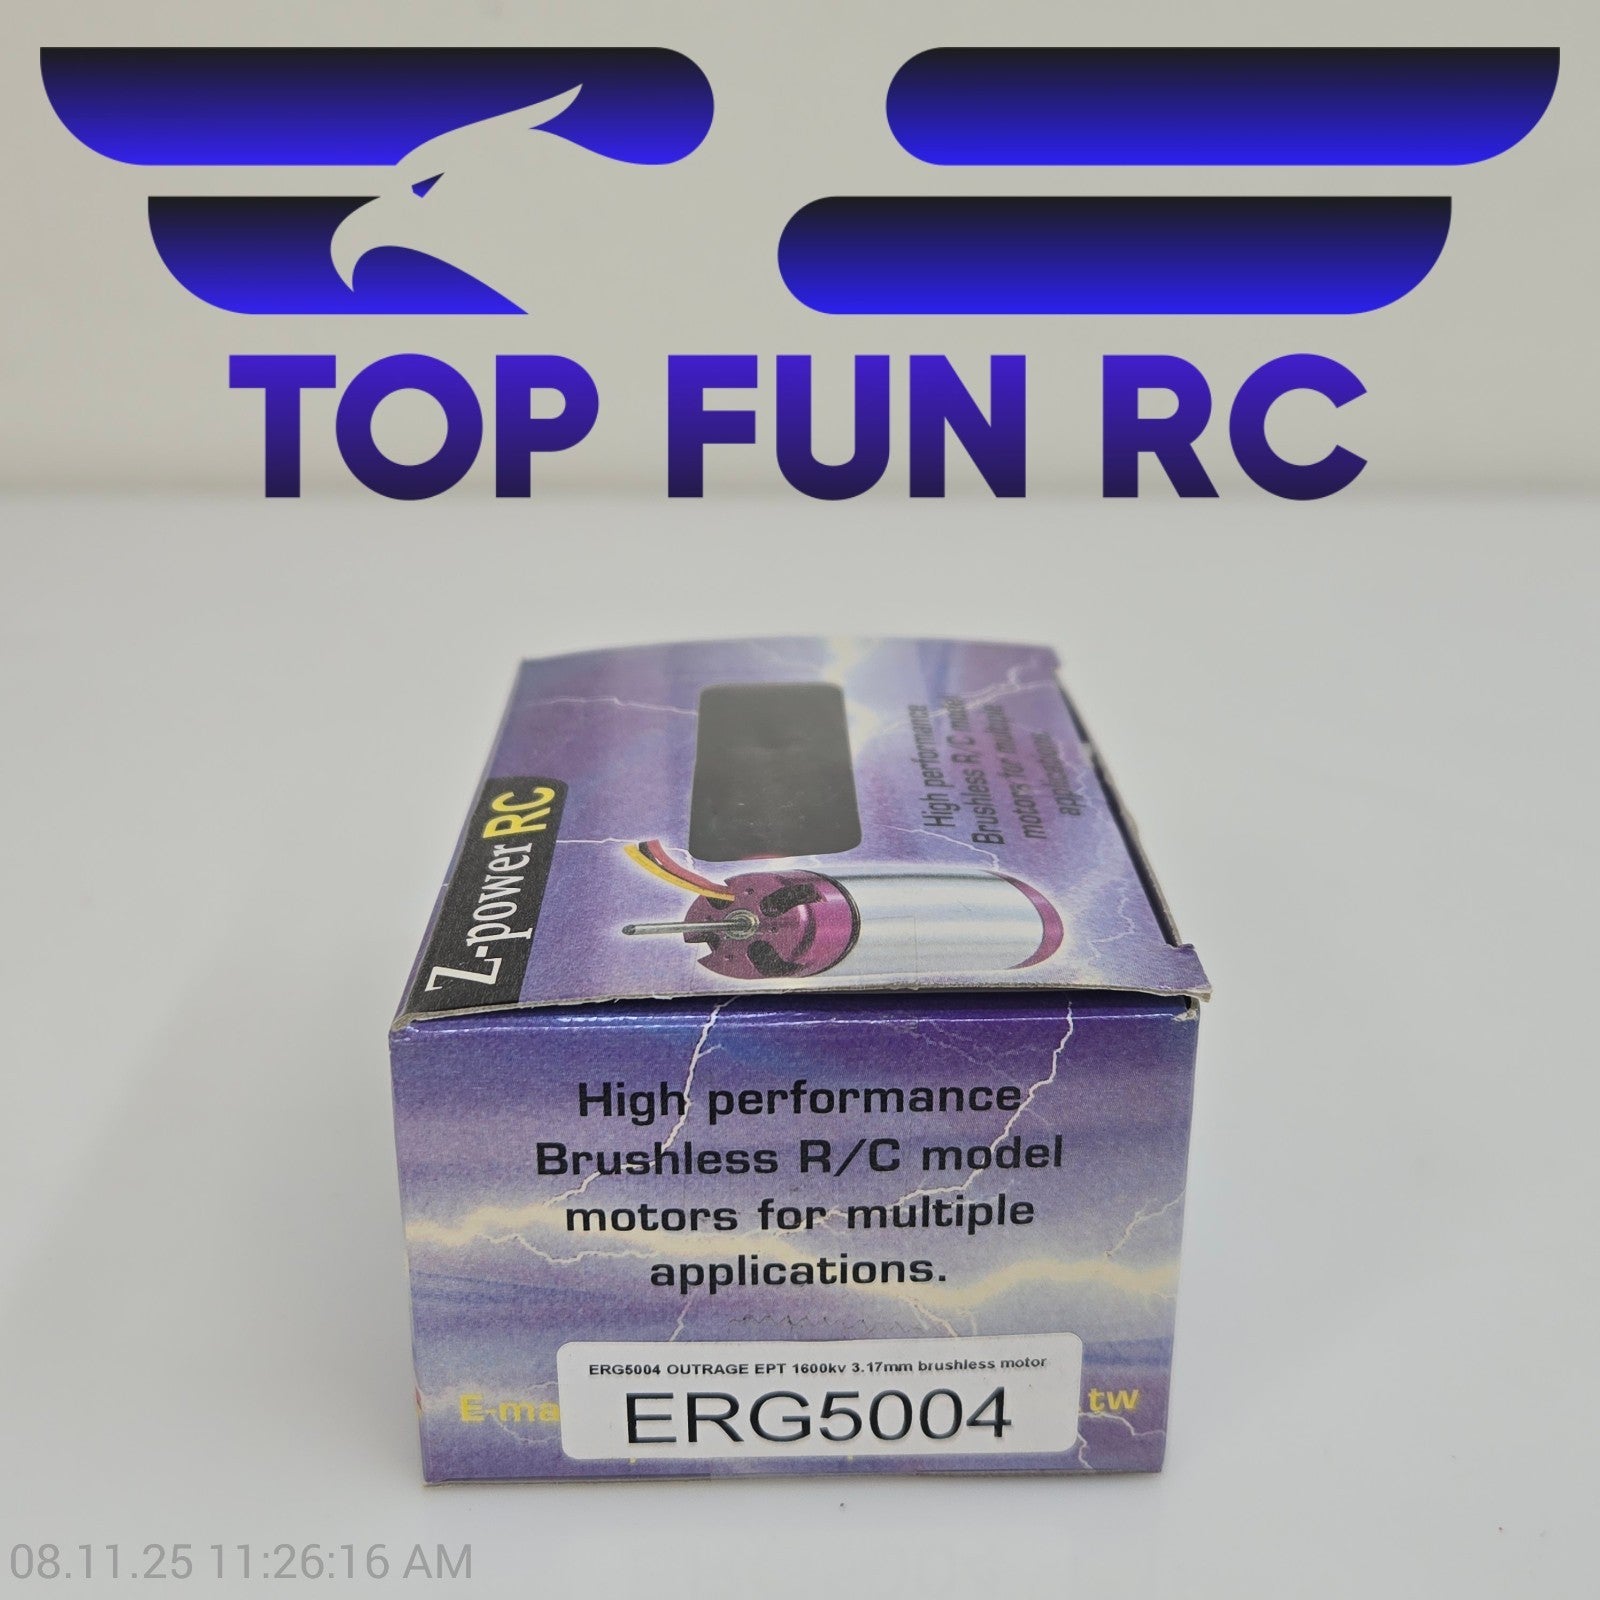 TOP FUN RC
Z-power RC
High performance
Brushless R/C model
motors for multiple
applications.
High performance
Brushless R/C model
motors for multiple
applications.
ERG5004 OUTRAGE EPT 1600kv 3.17mm brushless motor
E-ma
ERG5004
tw
08.11.25 11:26:16 AM